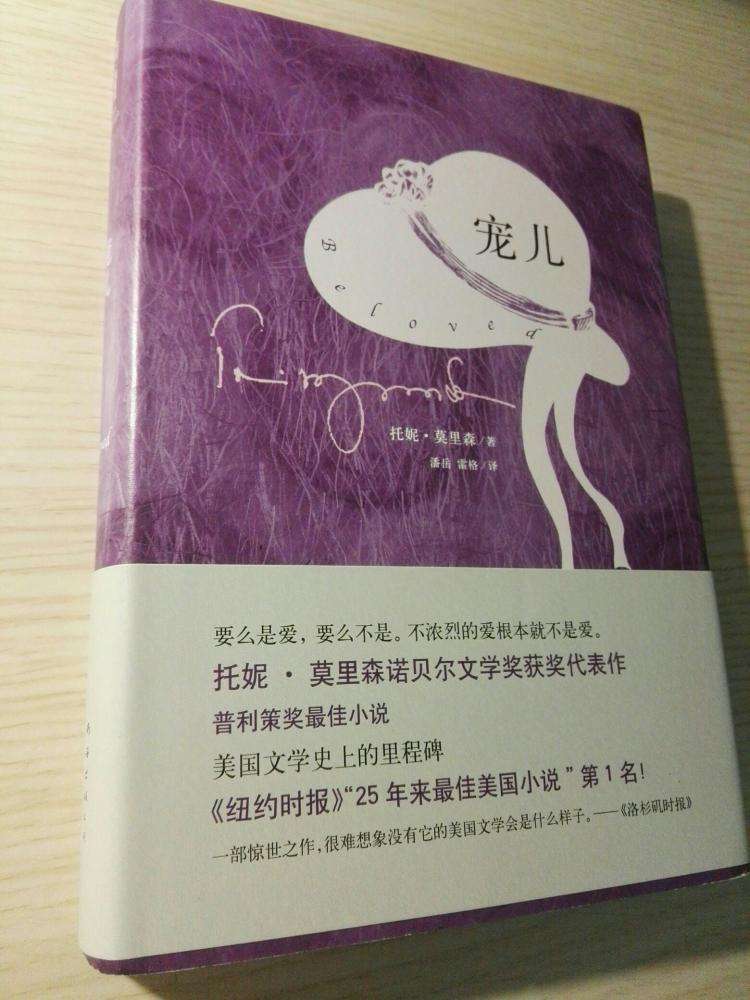 宠儿
Beloved
托妮·莫里森/著
潘岳 雷格/译
要么是爱，要么不是。不浓烈的爱根本就不是爱。
托妮·莫里森诺贝尔文学奖获奖代表作
普利策奖最佳小说
美国文学史上的里程碑
《纽约时报》“25年来最佳美国小说”第1名！
一部惊世之作，很难想象没有它的美国文学会是什么样子。——《洛杉矶时报》